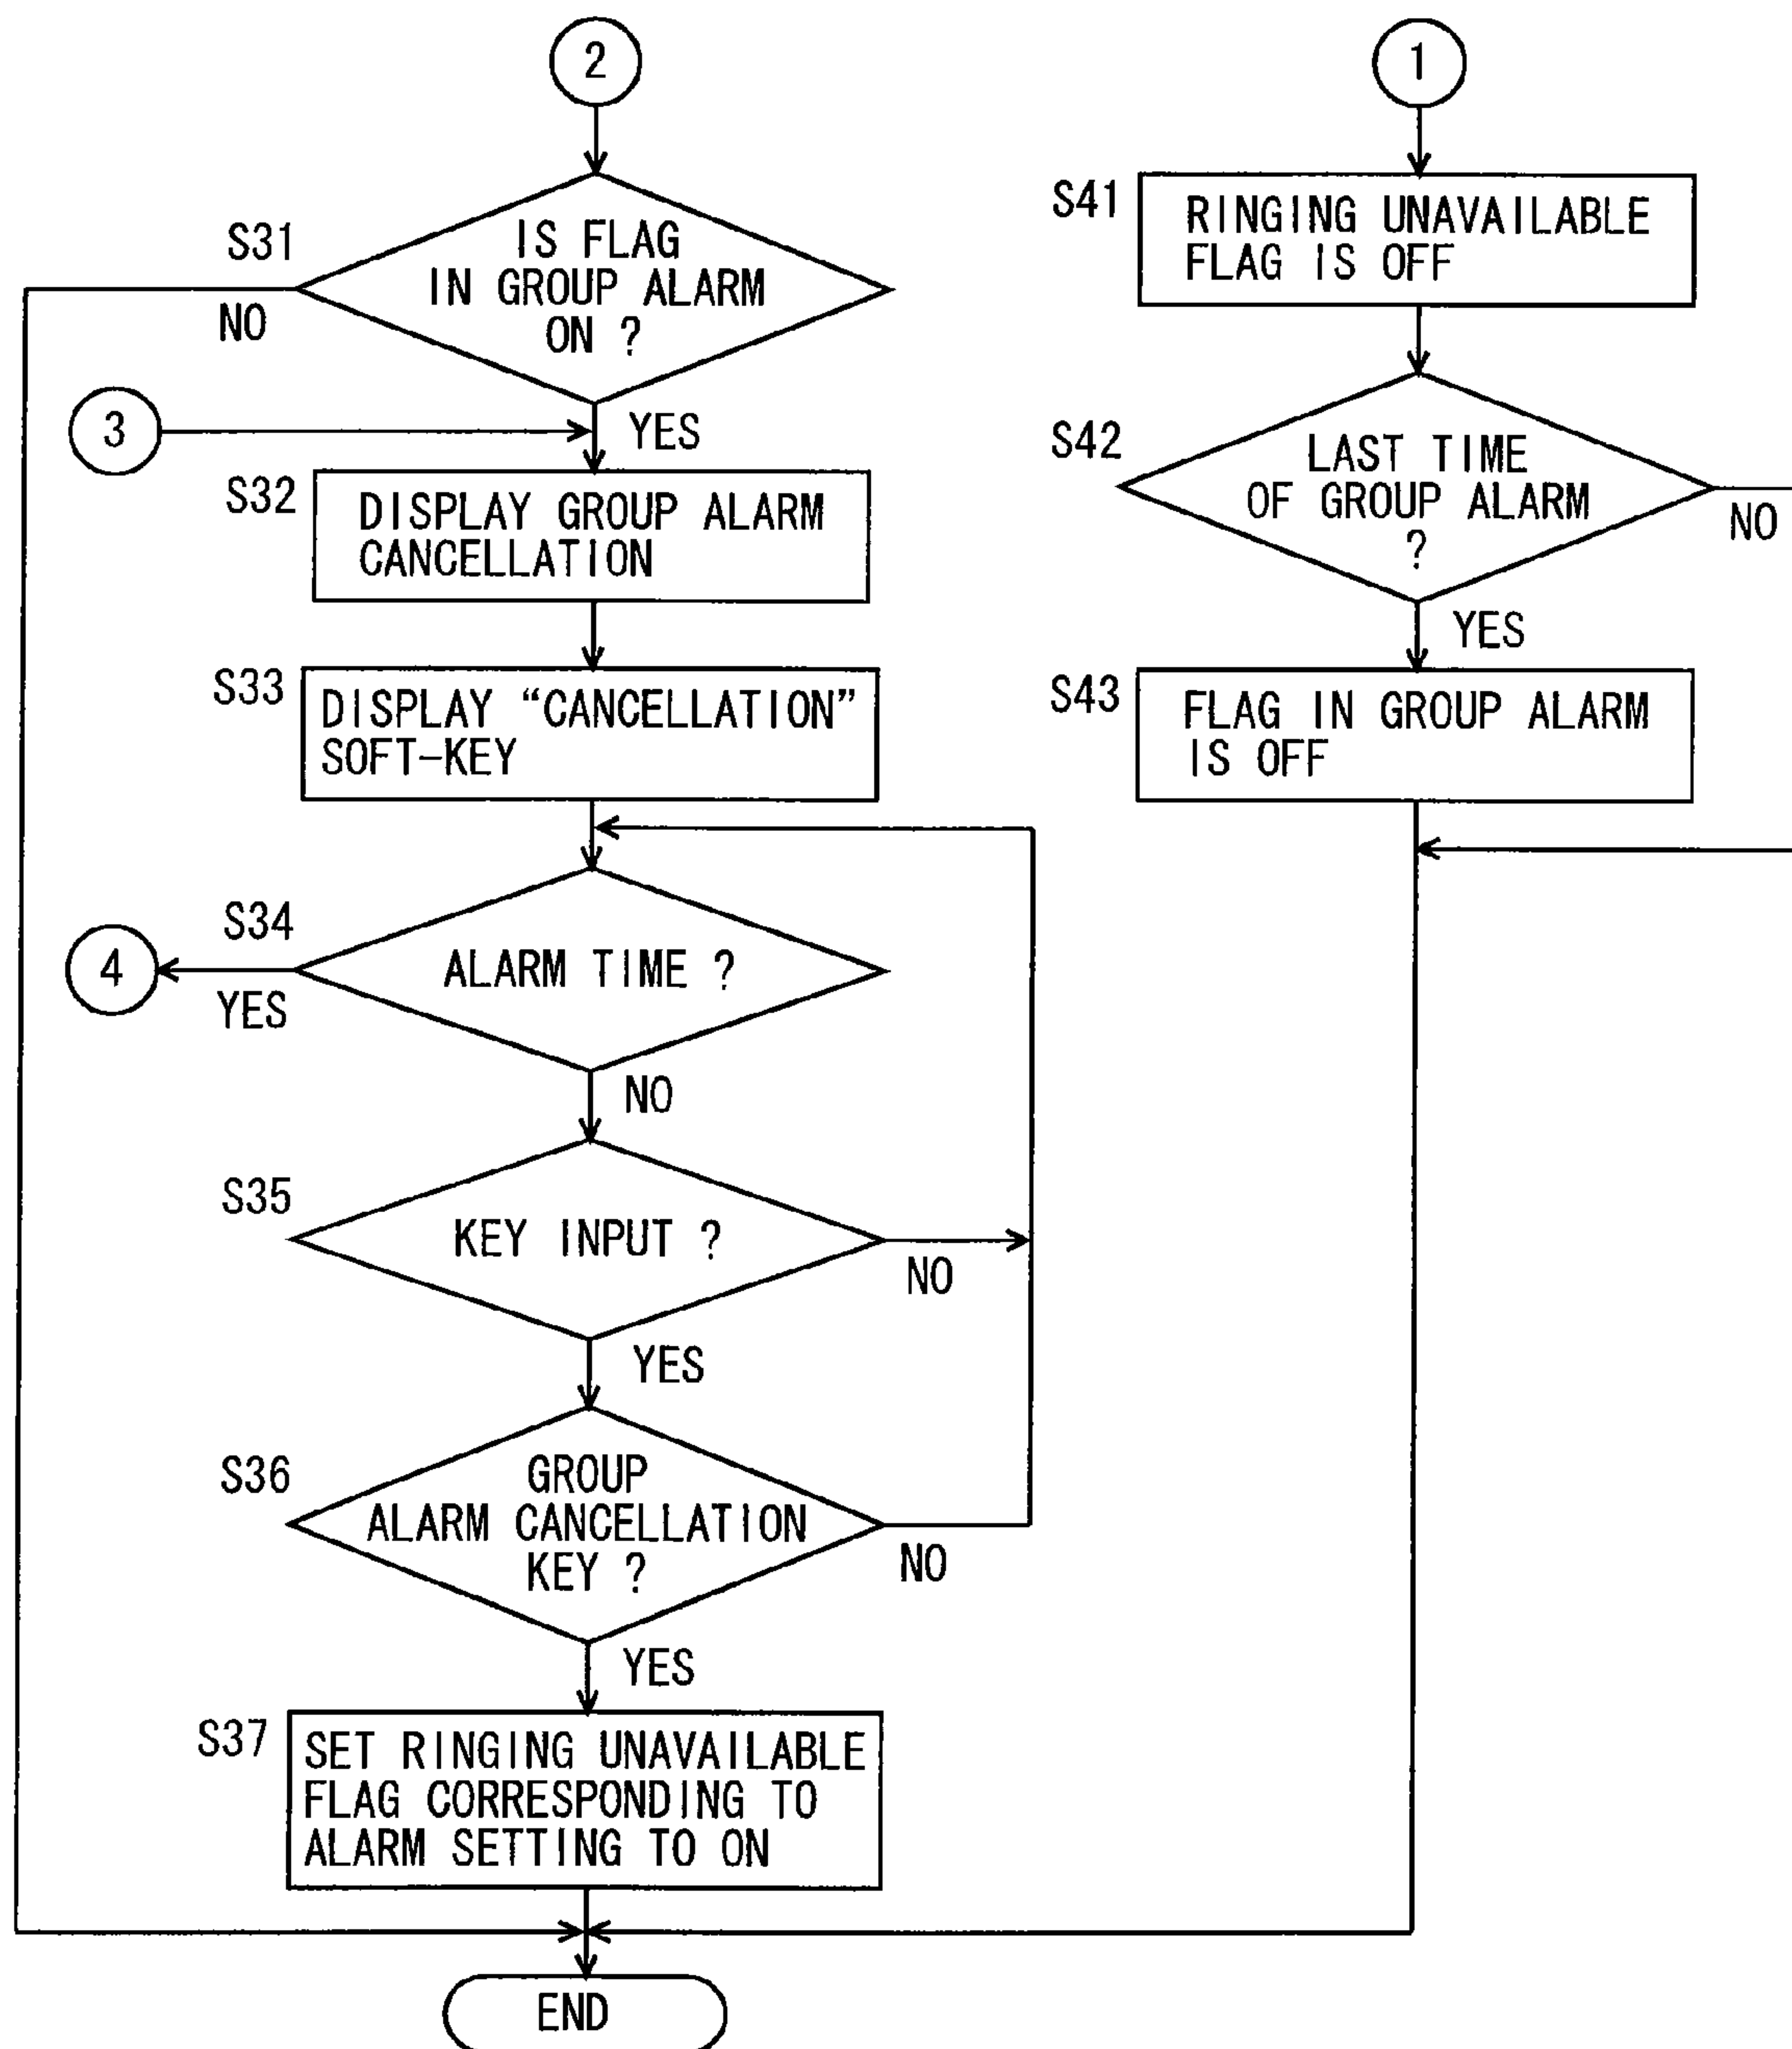 2
S31
IS FLAG
IN GROUP ALARM
ON ?
NO
3
YES
S32
DISPLAY GROUP ALARM
CANCELLATION
S33
DISPLAY “CANCELLATION”
SOFT-KEY
S34
ALARM TIME ?
4
YES
NO
S35
KEY INPUT ?
NO
YES
S36
GROUP
ALARM CANCELLATION
KEY ?
NO
YES
S37
SET RINGING UNAVAILABLE
FLAG CORRESPONDING TO
ALARM SETTING TO ON
END
1
S41
RINGING UNAVAILABLE
FLAG IS OFF
S42
LAST TIME
OF GROUP ALARM
?
NO
YES
S43
FLAG IN GROUP ALARM
IS OFF